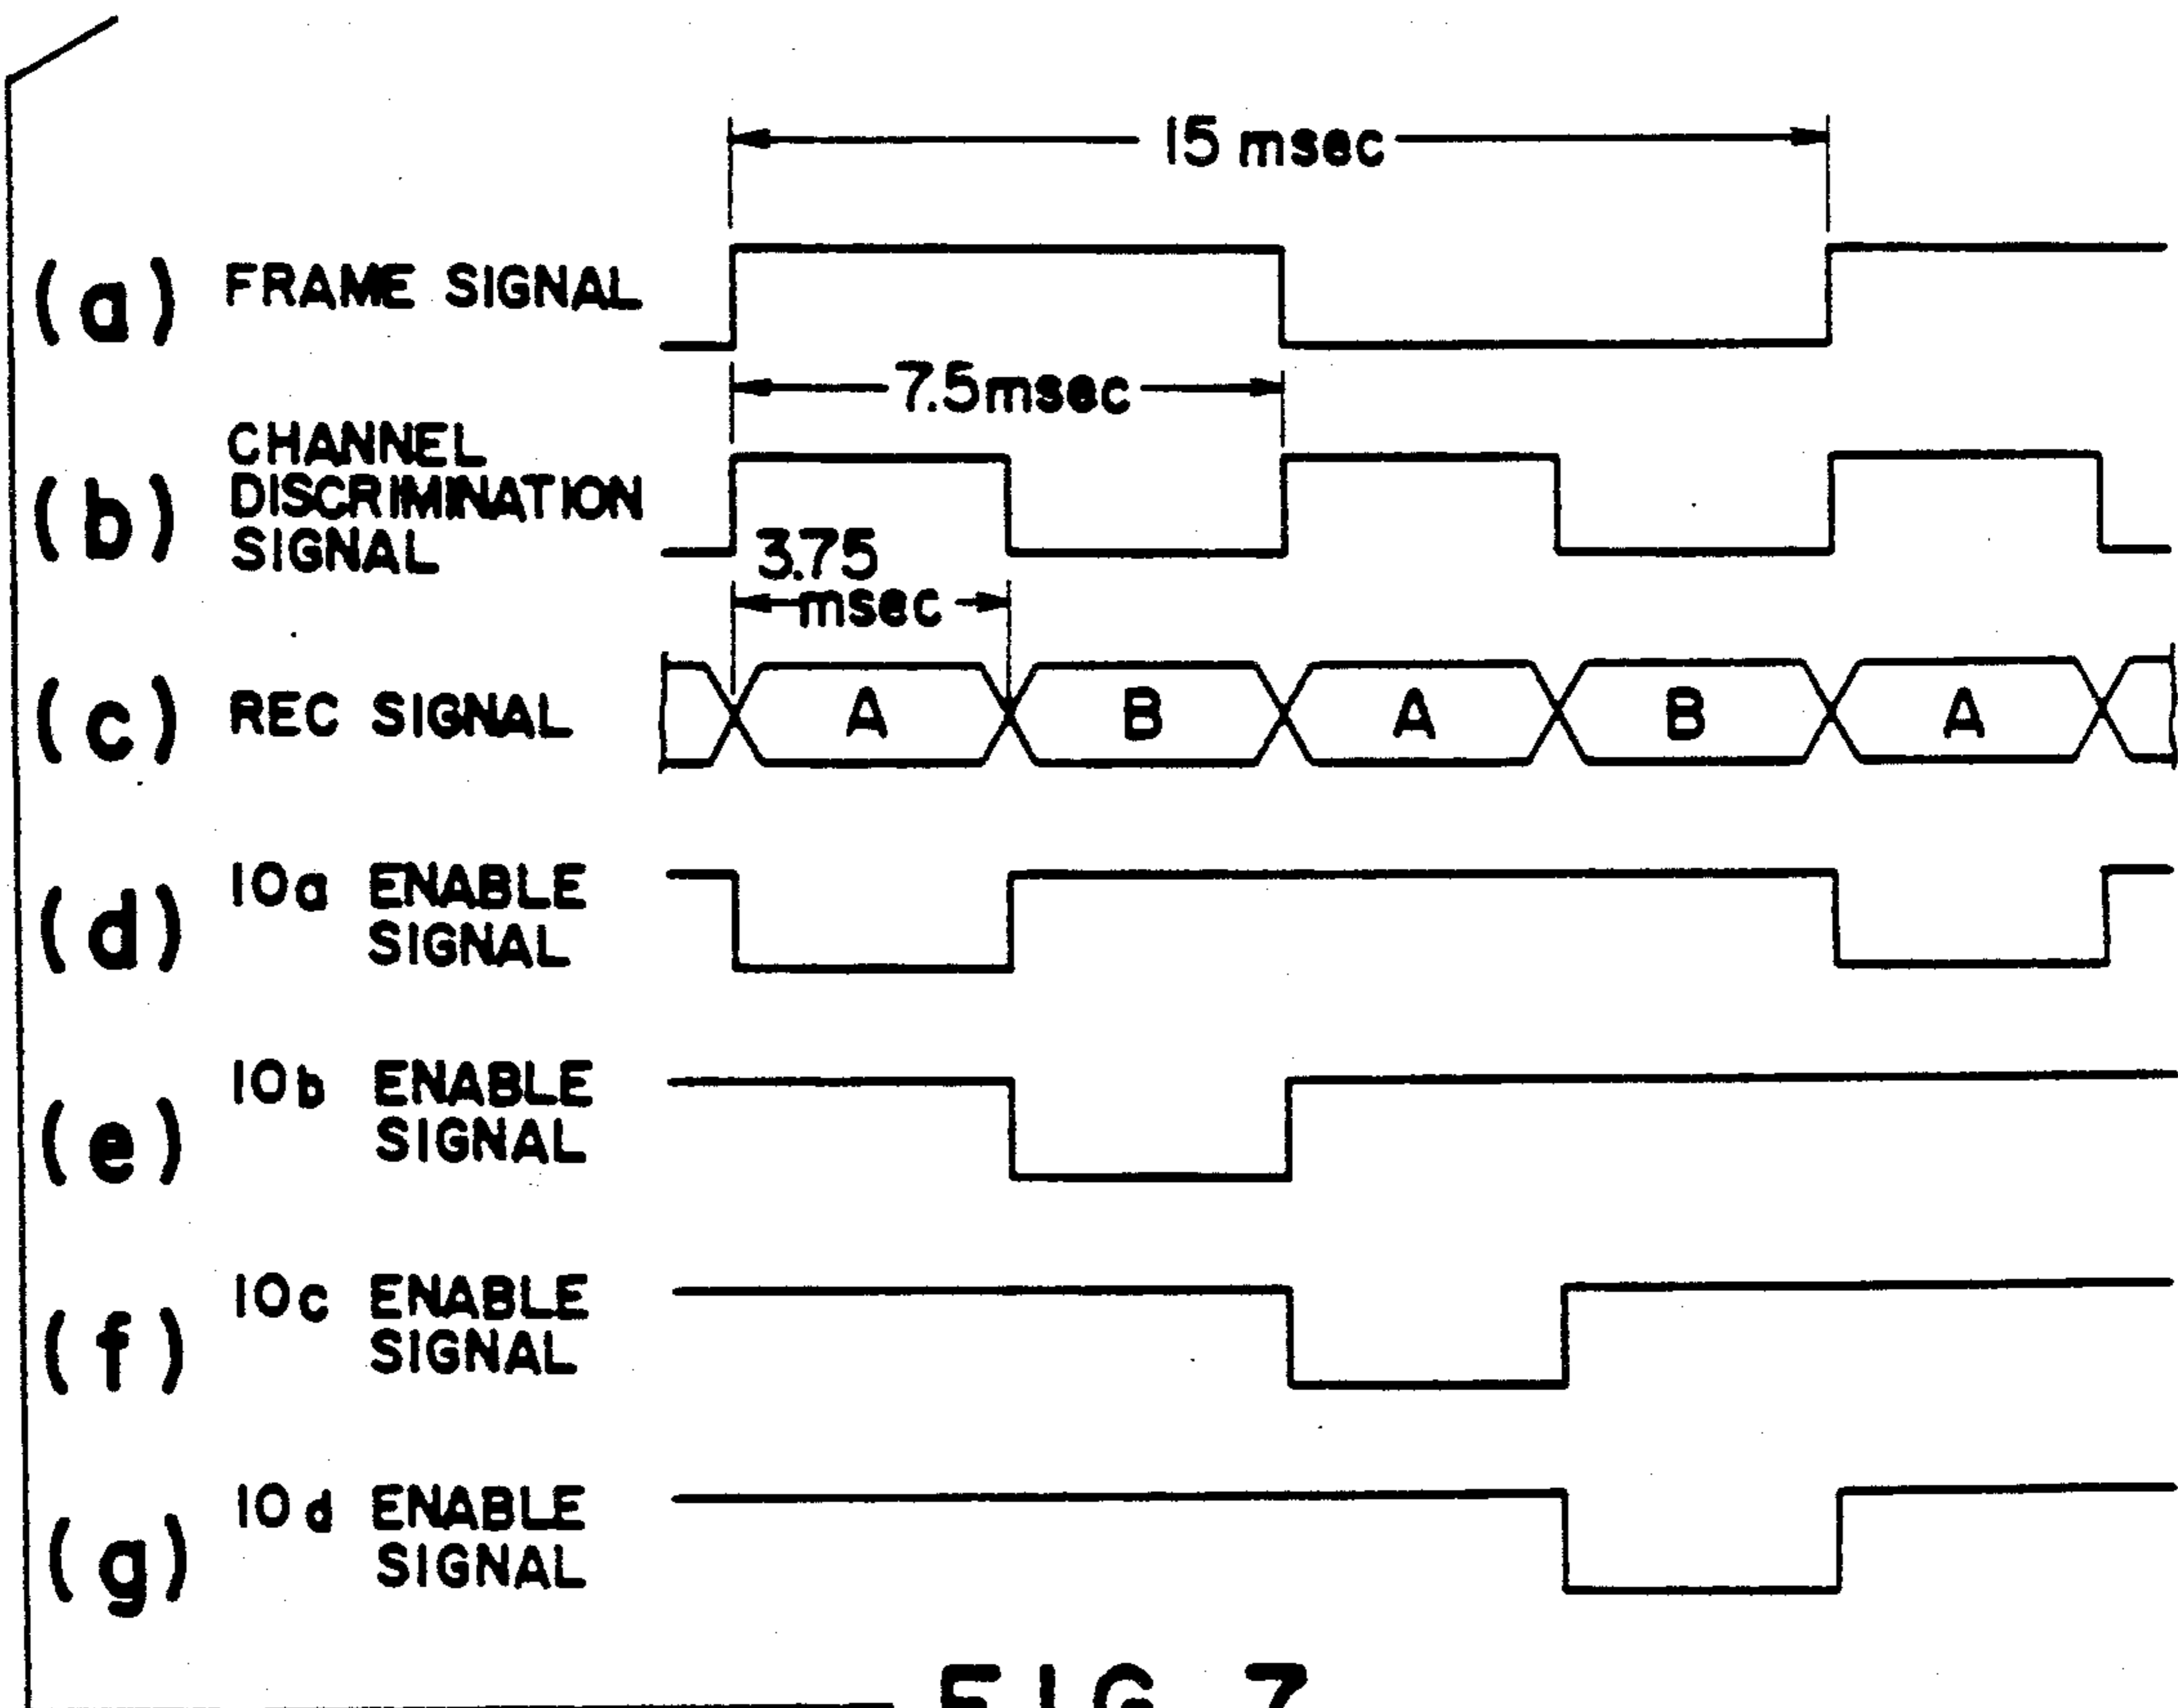 15 msec
(a) FRAME SIGNAL
7.5msec
(b) CHANNEL
DISCRIMINATION
SIGNAL
3.75
msec
(c) REC SIGNAL
A B A B A
(d) 10a ENABLE
SIGNAL
(e) 10b ENABLE
SIGNAL
(f) 10c ENABLE
SIGNAL
(g) 10d ENABLE
SIGNAL
FIG. 7